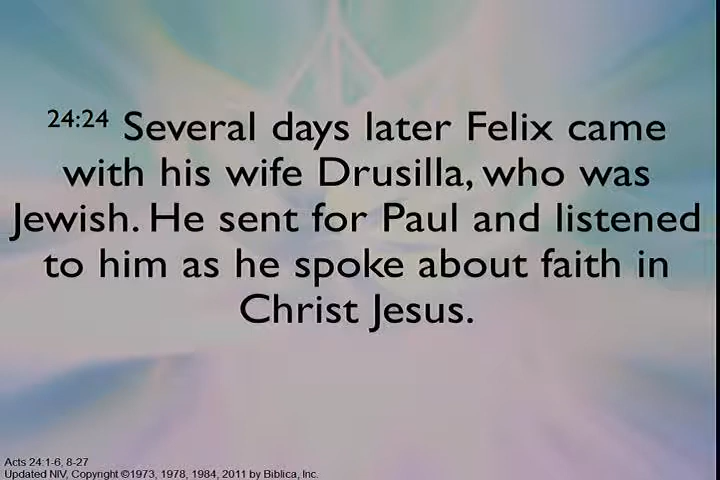 24:24 Several days later Felix came
with his wife Drusilla, who was
Jewish. He sent for Paul and listened
to him as he spoke about faith in
Christ Jesus.
Acts 24:1-6, 8-27
Updated NIV, Copyright ©1973, 1978, 1984, 2011 by Biblica, Inc.